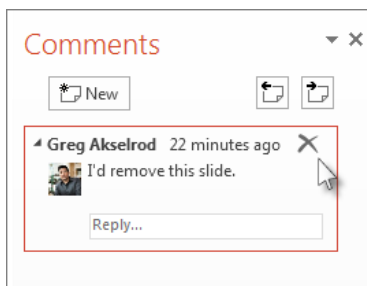 Comments
New
Greg Akselrod 22 minutes ago
I'd remove this slide.
Reply...